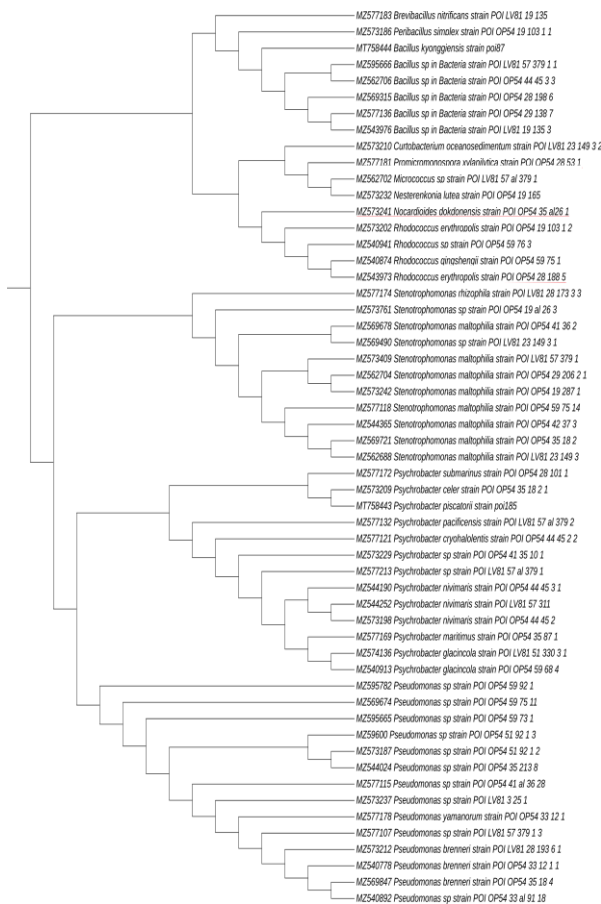 MZ577183 Brevibacillus nitrificans strain POI LV81 19 135
MZ573186 Peribacillus simplex strain POI OP54 19 103 1 1
MT758444 Bacillus kyonggiensis strain poi87
MZ595666 Bacillus sp in Bacteria strain POI LV81 57 379 1 1
MZ562706 Bacillus sp in Bacteria strain POI OP54 44 45 3 3
MZ569315 Bacillus sp in Bacteria strain POI OP54 28 198 6
MZ577136 Bacillus sp in Bacteria strain POI OP54 29 138 7
MZ543976 Bacillus sp in Bacteria strain POI LV81 19 135 3
MZ573210 Curtobacterium oceanosedimentum strain POI LV81 23 149 3 2
MZ577181 Promicromonospora xylanilytica strain POI OP54 28 53 1
MZ562702 Micrococcus sp strain POI LV81 57 al 379 1
MZ573232 Nesterenkonia lutea strain POI OP54 19 165
MZ573241 Nocardioides dokdonensis strain POI OP54 35 al26 1
MZ573202 Rhodococcus erythropolis strain POI OP54 19 103 1 2
MZ540941 Rhodococcus sp strain POI OP54 59 76 3
MZ540874 Rhodococcus qingshengii strain POI OP54 59 75 1
MZ543973 Rhodococcus erythropolis strain POI OP54 28 188 5
MZ577174 Stenotrophomonas rhizophila strain POI LV81 28 173 3 3
MZ573761 Stenotrophomonas sp strain POI OP54 19 al 26 3
MZ569678 Stenotrophomonas maltophilia strain POI OP54 41 36 2
MZ569490 Stenotrophomonas sp strain POI LV81 23 149 3 1
MZ573409 Stenotrophomonas maltophilia strain POI LV81 57 379 1
MZ562704 Stenotrophomonas maltophilia strain POI OP54 29 206 2 1
MZ573242 Stenotrophomonas maltophilia strain POI OP54 19 287 1
MZ577118 Stenotrophomonas maltophilia strain POI OP54 59 75 14
MZ544365 Stenotrophomonas maltophilia strain POI OP54 42 37 3
MZ569721 Stenotrophomonas maltophilia strain POI OP54 35 18 2
MZ562688 Stenotrophomonas maltophilia strain POI LV81 23 149 3
MZ577172 Psychrobacter submarinus strain POI OP54 28 101 1
MZ573209 Psychrobacter celer strain POI OP54 35 18 2 1
MT758443 Psychrobacter piscatorii strain poi185
MZ577132 Psychrobacter pacificensis strain POI LV81 57 al 379 2
MZ577121 Psychrobacter cryohalolentis strain POI OP54 44 45 2 2
MZ573229 Psychrobacter sp strain POI OP54 41 35 10 1
MZ577213 Psychrobacter sp strain POI LV81 57 al 379 1
MZ544190 Psychrobacter nivimaris strain POI OP54 44 45 3 1
MZ544252 Psychrobacter nivimaris strain POI LV81 57 311
MZ573198 Psychrobacter nivimaris strain POI OP54 44 45 2
MZ577169 Psychrobacter maritimus strain POI OP54 35 87 1
MZ574136 Psychrobacter glacincola strain POI LV81 51 330 3 1
MZ540913 Psychrobacter glacincola strain POI OP54 59 68 4
MZ595782 Pseudomonas sp strain POI OP54 59 92 1
MZ569674 Pseudomonas sp strain POI OP54 59 75 11
MZ595665 Pseudomonas sp strain POI OP54 59 73 1
MZ59600 Pseudomonas sp strain POI OP54 51 92 1 3
MZ573187 Pseudomonas sp strain POI OP54 51 92 1 2
MZ544024 Pseudomonas sp strain POI OP54 35 213 8
MZ577115 Pseudomonas sp strain POI OP54 41 al 36 28
MZ573237 Pseudomonas sp strain POI LV81 3 25 1
MZ577178 Pseudomonas yamanorum strain POI OP54 33 12 1
MZ577107 Pseudomonas sp strain POI LV81 57 379 1 3
MZ573212 Pseudomonas brenneri strain POI LV81 28 193 6 1
MZ540778 Pseudomonas brenneri strain POI OP54 33 12 1 1
MZ569847 Pseudomonas brenneri strain POI OP54 35 18 4
MZ540892 Pseudomonas sp strain POI OP54 33 al 91 18